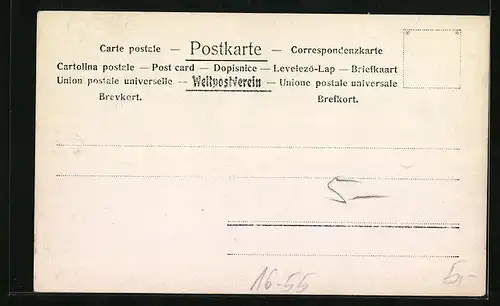 Carte postale — Postkarte — Correspondenzkarte
Cartolina postale — Post card — Dopisnice — Levelező-Lap — Briefkaart
Union postale universelle — Weltpostverein — Unione postale universale
Brevkort. Brefkort.
5—
16-55
5,-